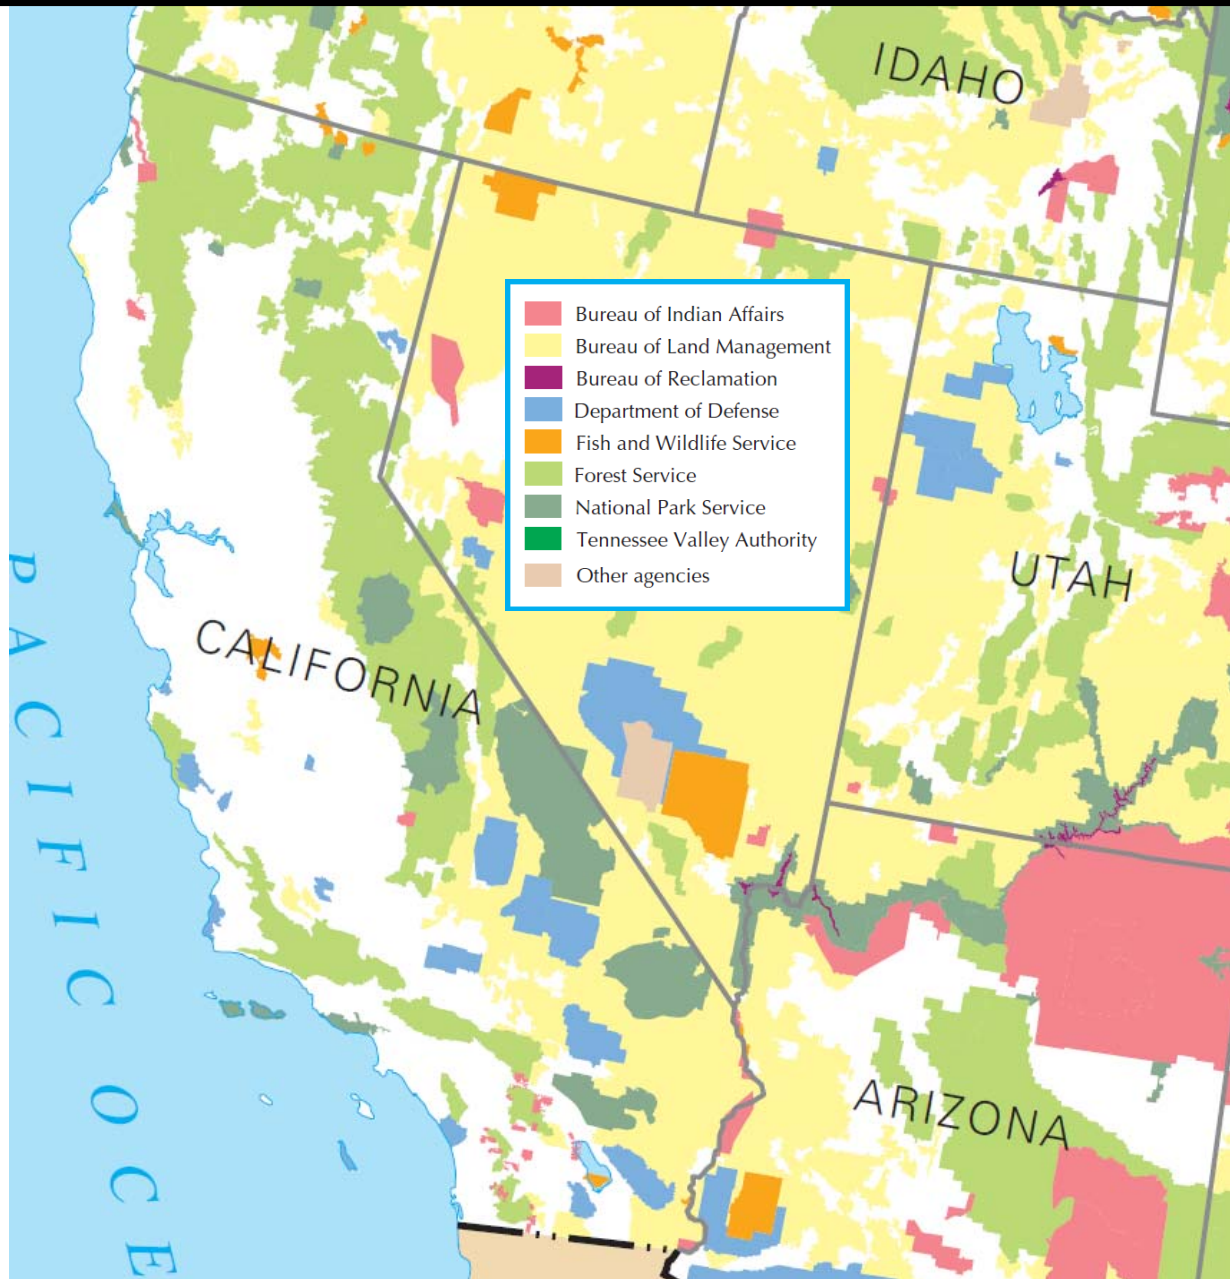 IDAHO
Bureau of Indian Affairs
Bureau of Land Management
Bureau of Reclamation
Department of Defense
Fish and Wildlife Service
Forest Service
National Park Service
Tennessee Valley Authority
Other agencies
UTAH
CALIFORNIA
ARIZONA
PACIFIC OCE